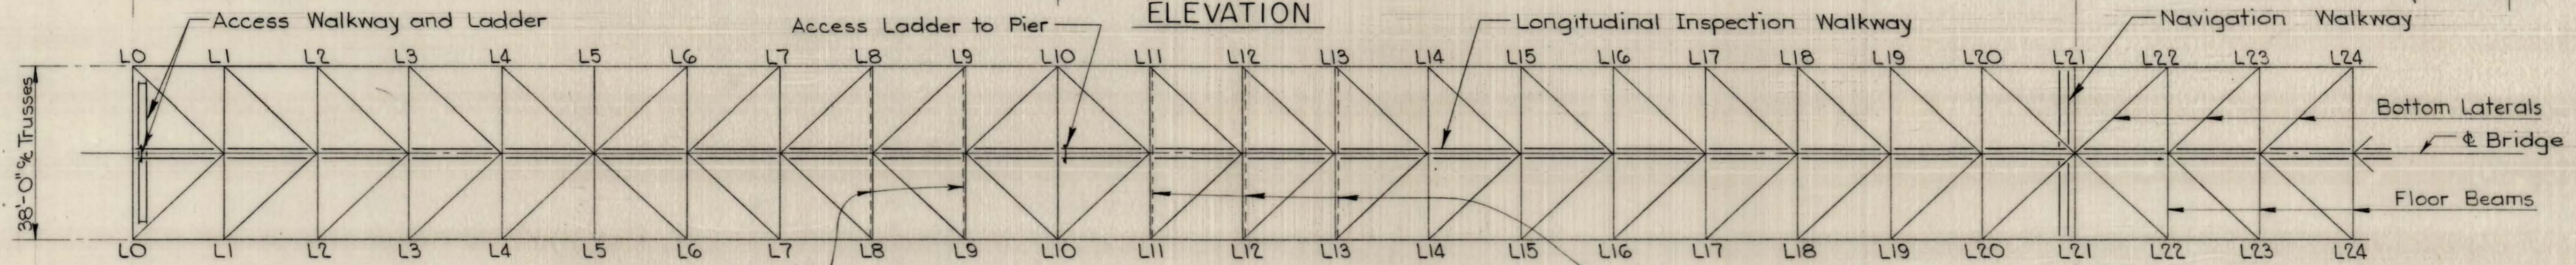 ELEVATION
Access Walkway and Ladder
Access Ladder to Pier
Longitudinal Inspection Walkway
Navigation Walkway
L0 L1 L2 L3 L4 L5 L6 L7 L8 L9 L10 L11 L12 L13 L14 L15 L16 L17 L18 L19 L20 L21 L22 L23 L24
38'-0" c/c Trusses
Bottom Laterals
℄ Bridge
Floor Beams
L0 L1 L2 L3 L4 L5 L6 L7 L8 L9 L10 L11 L12 L13 L14 L15 L16 L17 L18 L19 L20 L21 L22 L23 L24